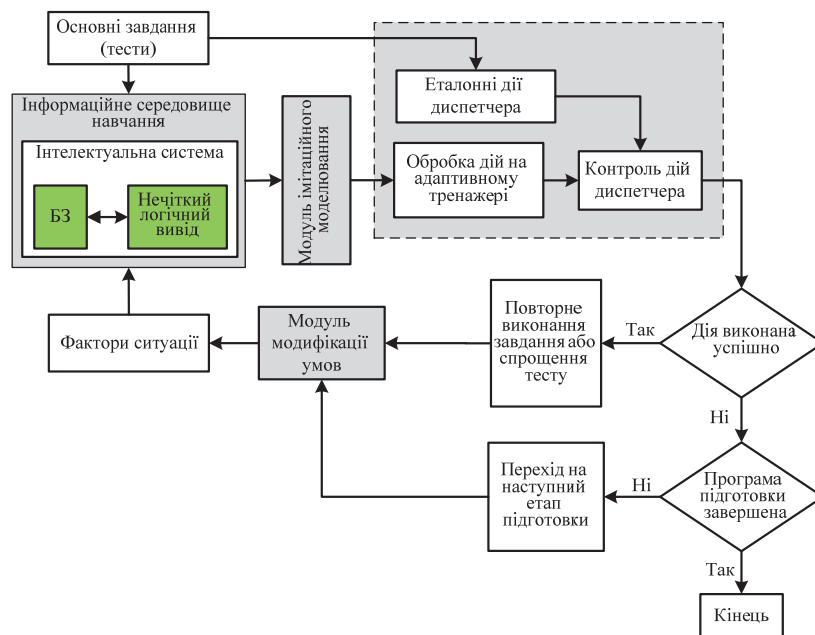 Основні завдання
(тести)
Еталонні дії
диспетчера
Інформаційне середовище
навчання
Інтелектуальна система
БЗ
Нечіткий
логічний
вивід
Модуль імітаційного
моделювання
Обробка дій на
адаптивному
тренажері
Контроль дій
диспетчера
Фактори ситуації
Модуль
модифікації
умов
Повторне
виконання
завдання або
спрощення
тесту
Так
Дія виконана
успішно
Ні
Перехід на
наступний
етап
підготовки
Ні
Програма
підготовки
завершена
Так
Кінець